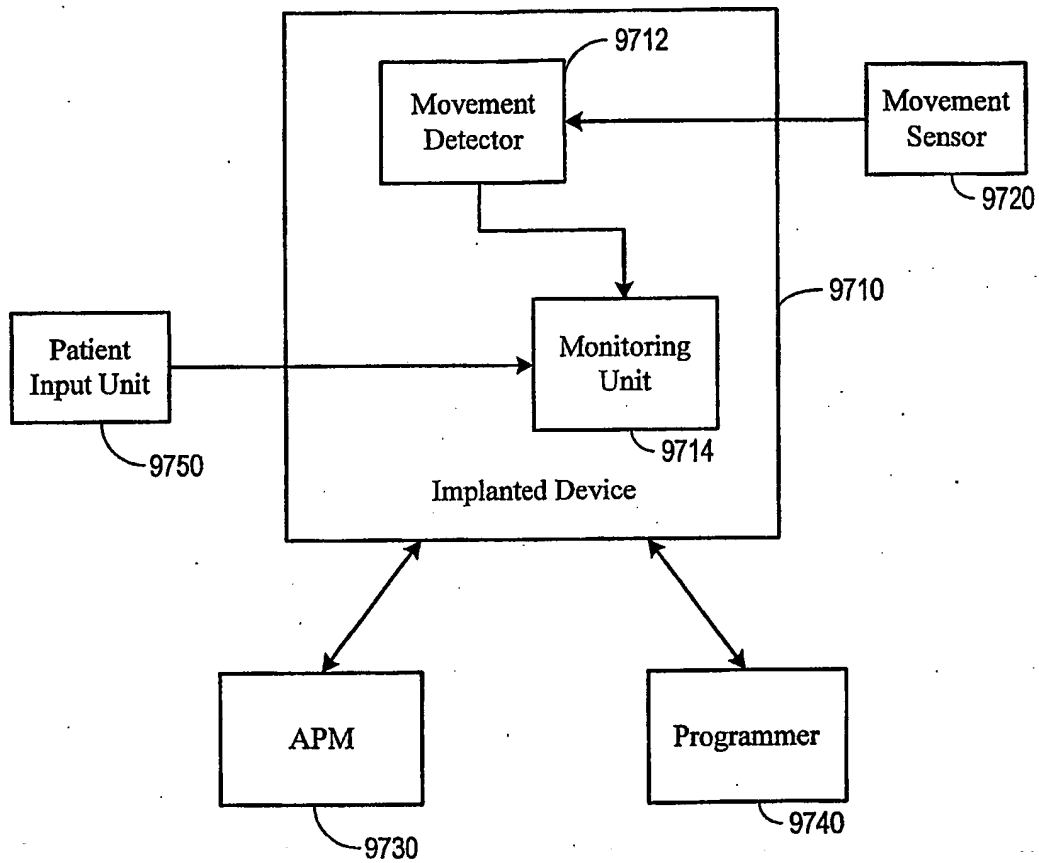 9712
Movement
Detector
Movement
Sensor
9720
9710
Patient
Input Unit
9750
Monitoring
Unit
9714
Implanted Device
APM
9730
Programmer
9740